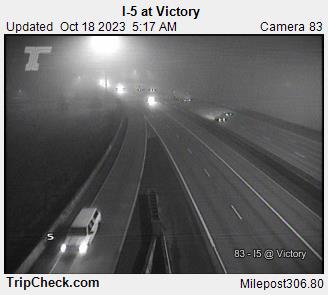 I-5 at Victory
Updated Oct 18 2023 5:17 AM Camera 83
T
S
83 - I5 @ Victory
TripCheck.com Milepost306.80